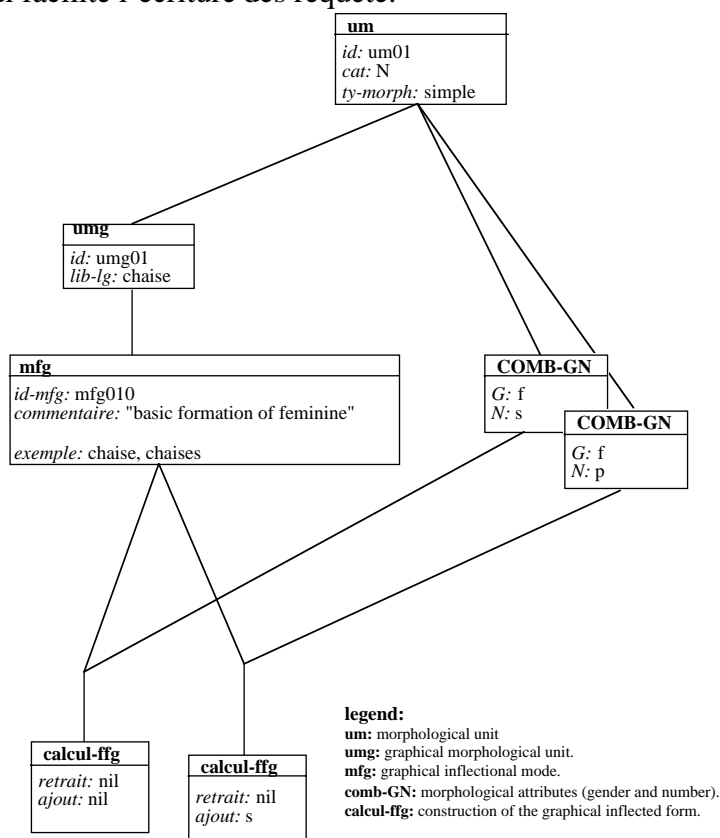 facilite l'écriture des requête.
um
id: um01
cat: N
ty-morph: simple
umg
id: umg01
lib-lg: chaise
mfg
id-mfg: mfg010
commentaire: "basic formation of feminine"
exemple: chaise, chaises
COMB-GN
G: f
N: s
COMB-GN
G: f
N: p
calcul-ffg
retrait: nil
ajout: nil
calcul-ffg
retrait: nil
ajout: s
legend:
um: morphological unit
umg: graphical morphological unit.
mfg: graphical inflectional mode.
comb-GN: morphological attributes (gender and number).
calcul-ffg: construction of the graphical inflected form.